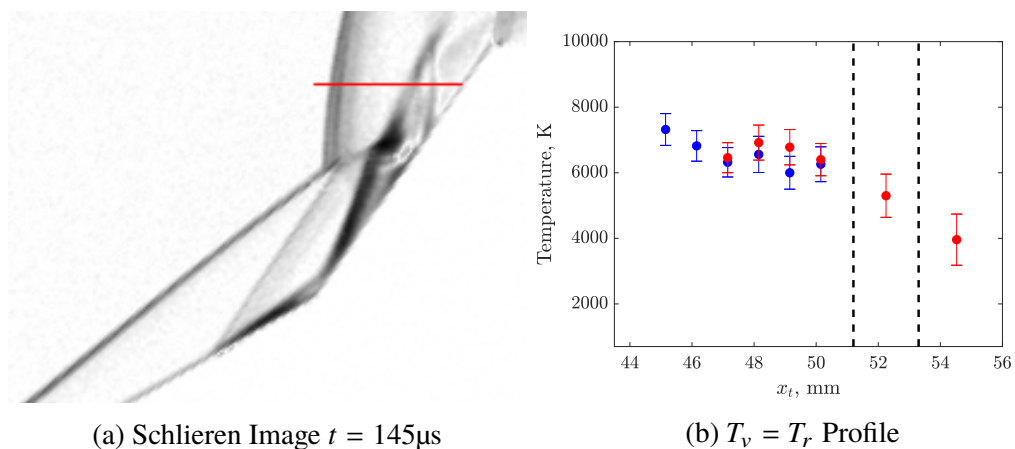 10000
8000
6000
4000
2000
Temperature, K
44 46 48 50 52 54 56
x_t, mm
(a) Schlieren Image t = 145μs
(b) T_v = T_r Profile